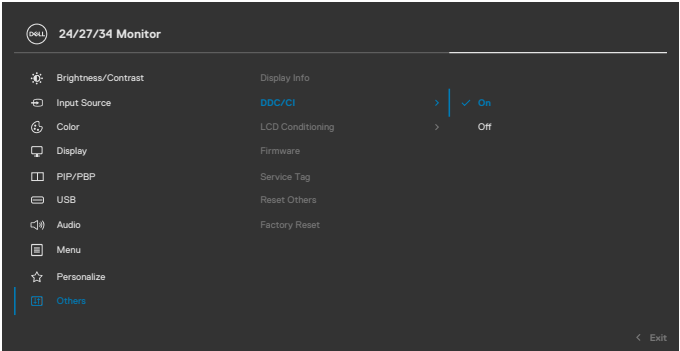 DELL
24/27/34 Monitor
Brightness/Contrast
Display Info
Input Source
DDC/CI
On
Color
LCD Conditioning
Off
Display
Firmware
PIP/PBP
Service Tag
USB
Reset Others
Audio
Factory Reset
Menu
Personalize
Others
Exit